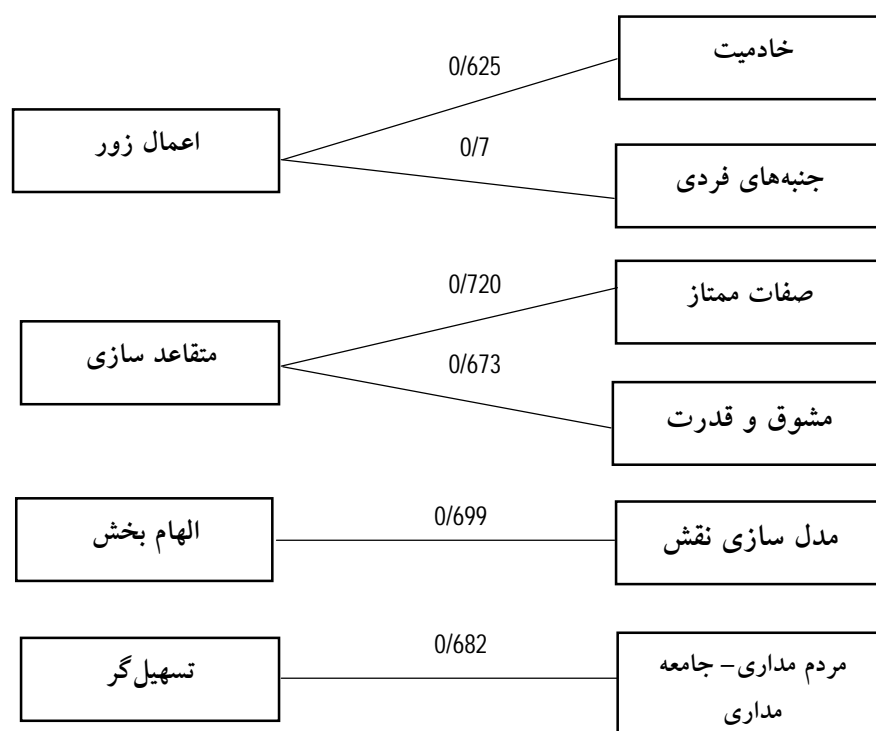 خادمیت
0/625
اعمال زور
0/7
جنبه‌های فردی
صفات ممتاز
0/720
متقاعد سازی
0/673
مشوق و قدرت
مدل سازی نقش
0/699
الهام بخش
مردم مداری– جامعه
مداری
0/682
تسهیل‌گر